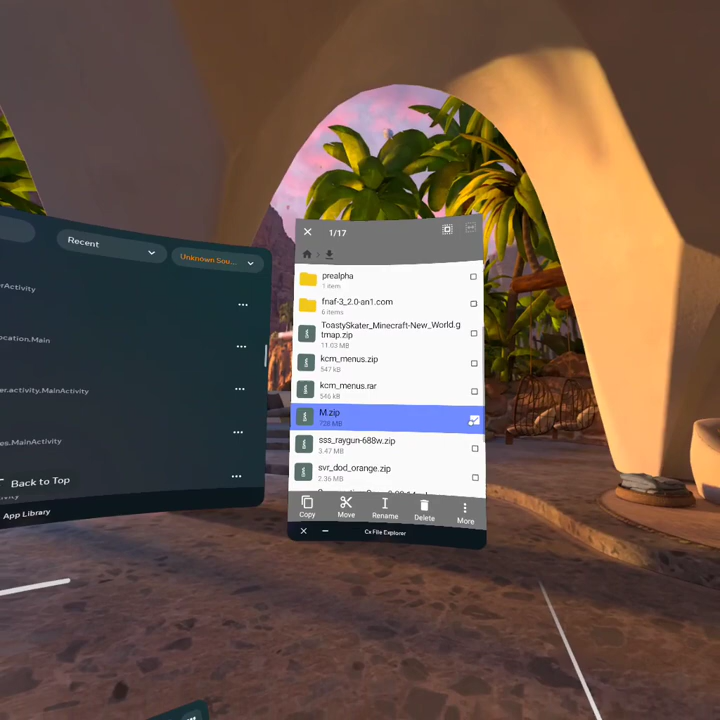 Recent
Unknown Sou...
rActivity
ocation.Main
er.activity.MainActivity
es.MainActivity
Back to Top
App Library
1/17
prealpha
1 item
fnaf-3_2.0-an1.com
6 items
ToastySkater_Minecraft-New_World.g
tmap.zip
11.03 MB
kcm_menus.zip
547 kB
kcm_menus.rar
546 kB
M.zip
728 MB
sss_raygun-688w.zip
3.47 MB
svr_dod_orange.zip
2.36 MB
Copy
Move
Rename
Delete
More
Cx File Explorer